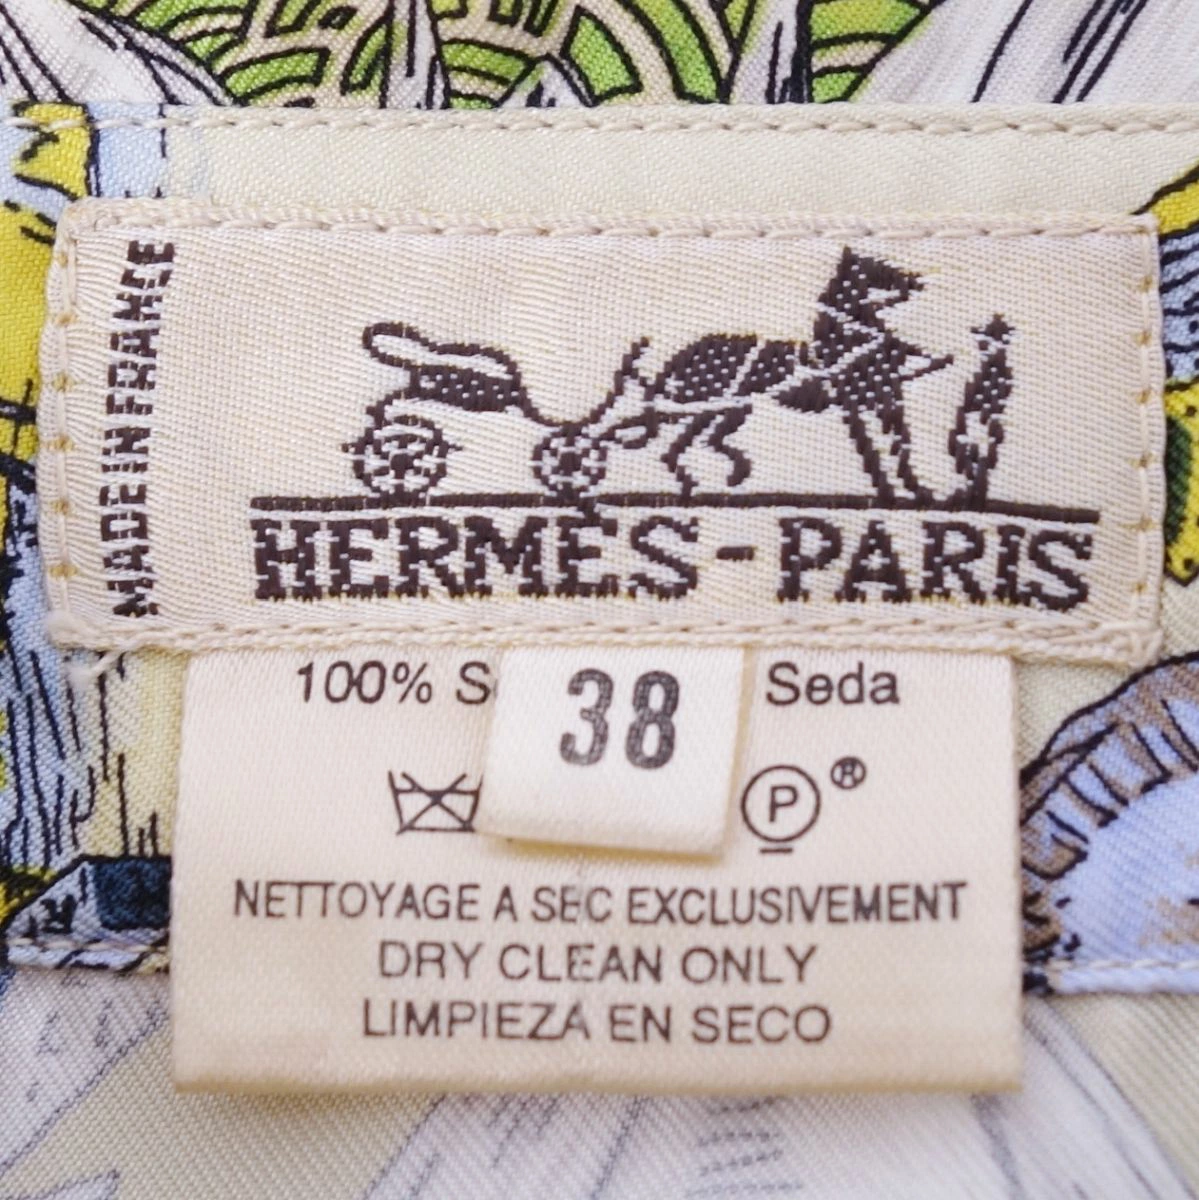 MADE IN FRANCE
HERMES-PARIS
100% Seda
38
P ®
NETTOYAGE A SEC EXCLUSIVEMENT
DRY CLEAN ONLY
LIMPIEZA EN SECO